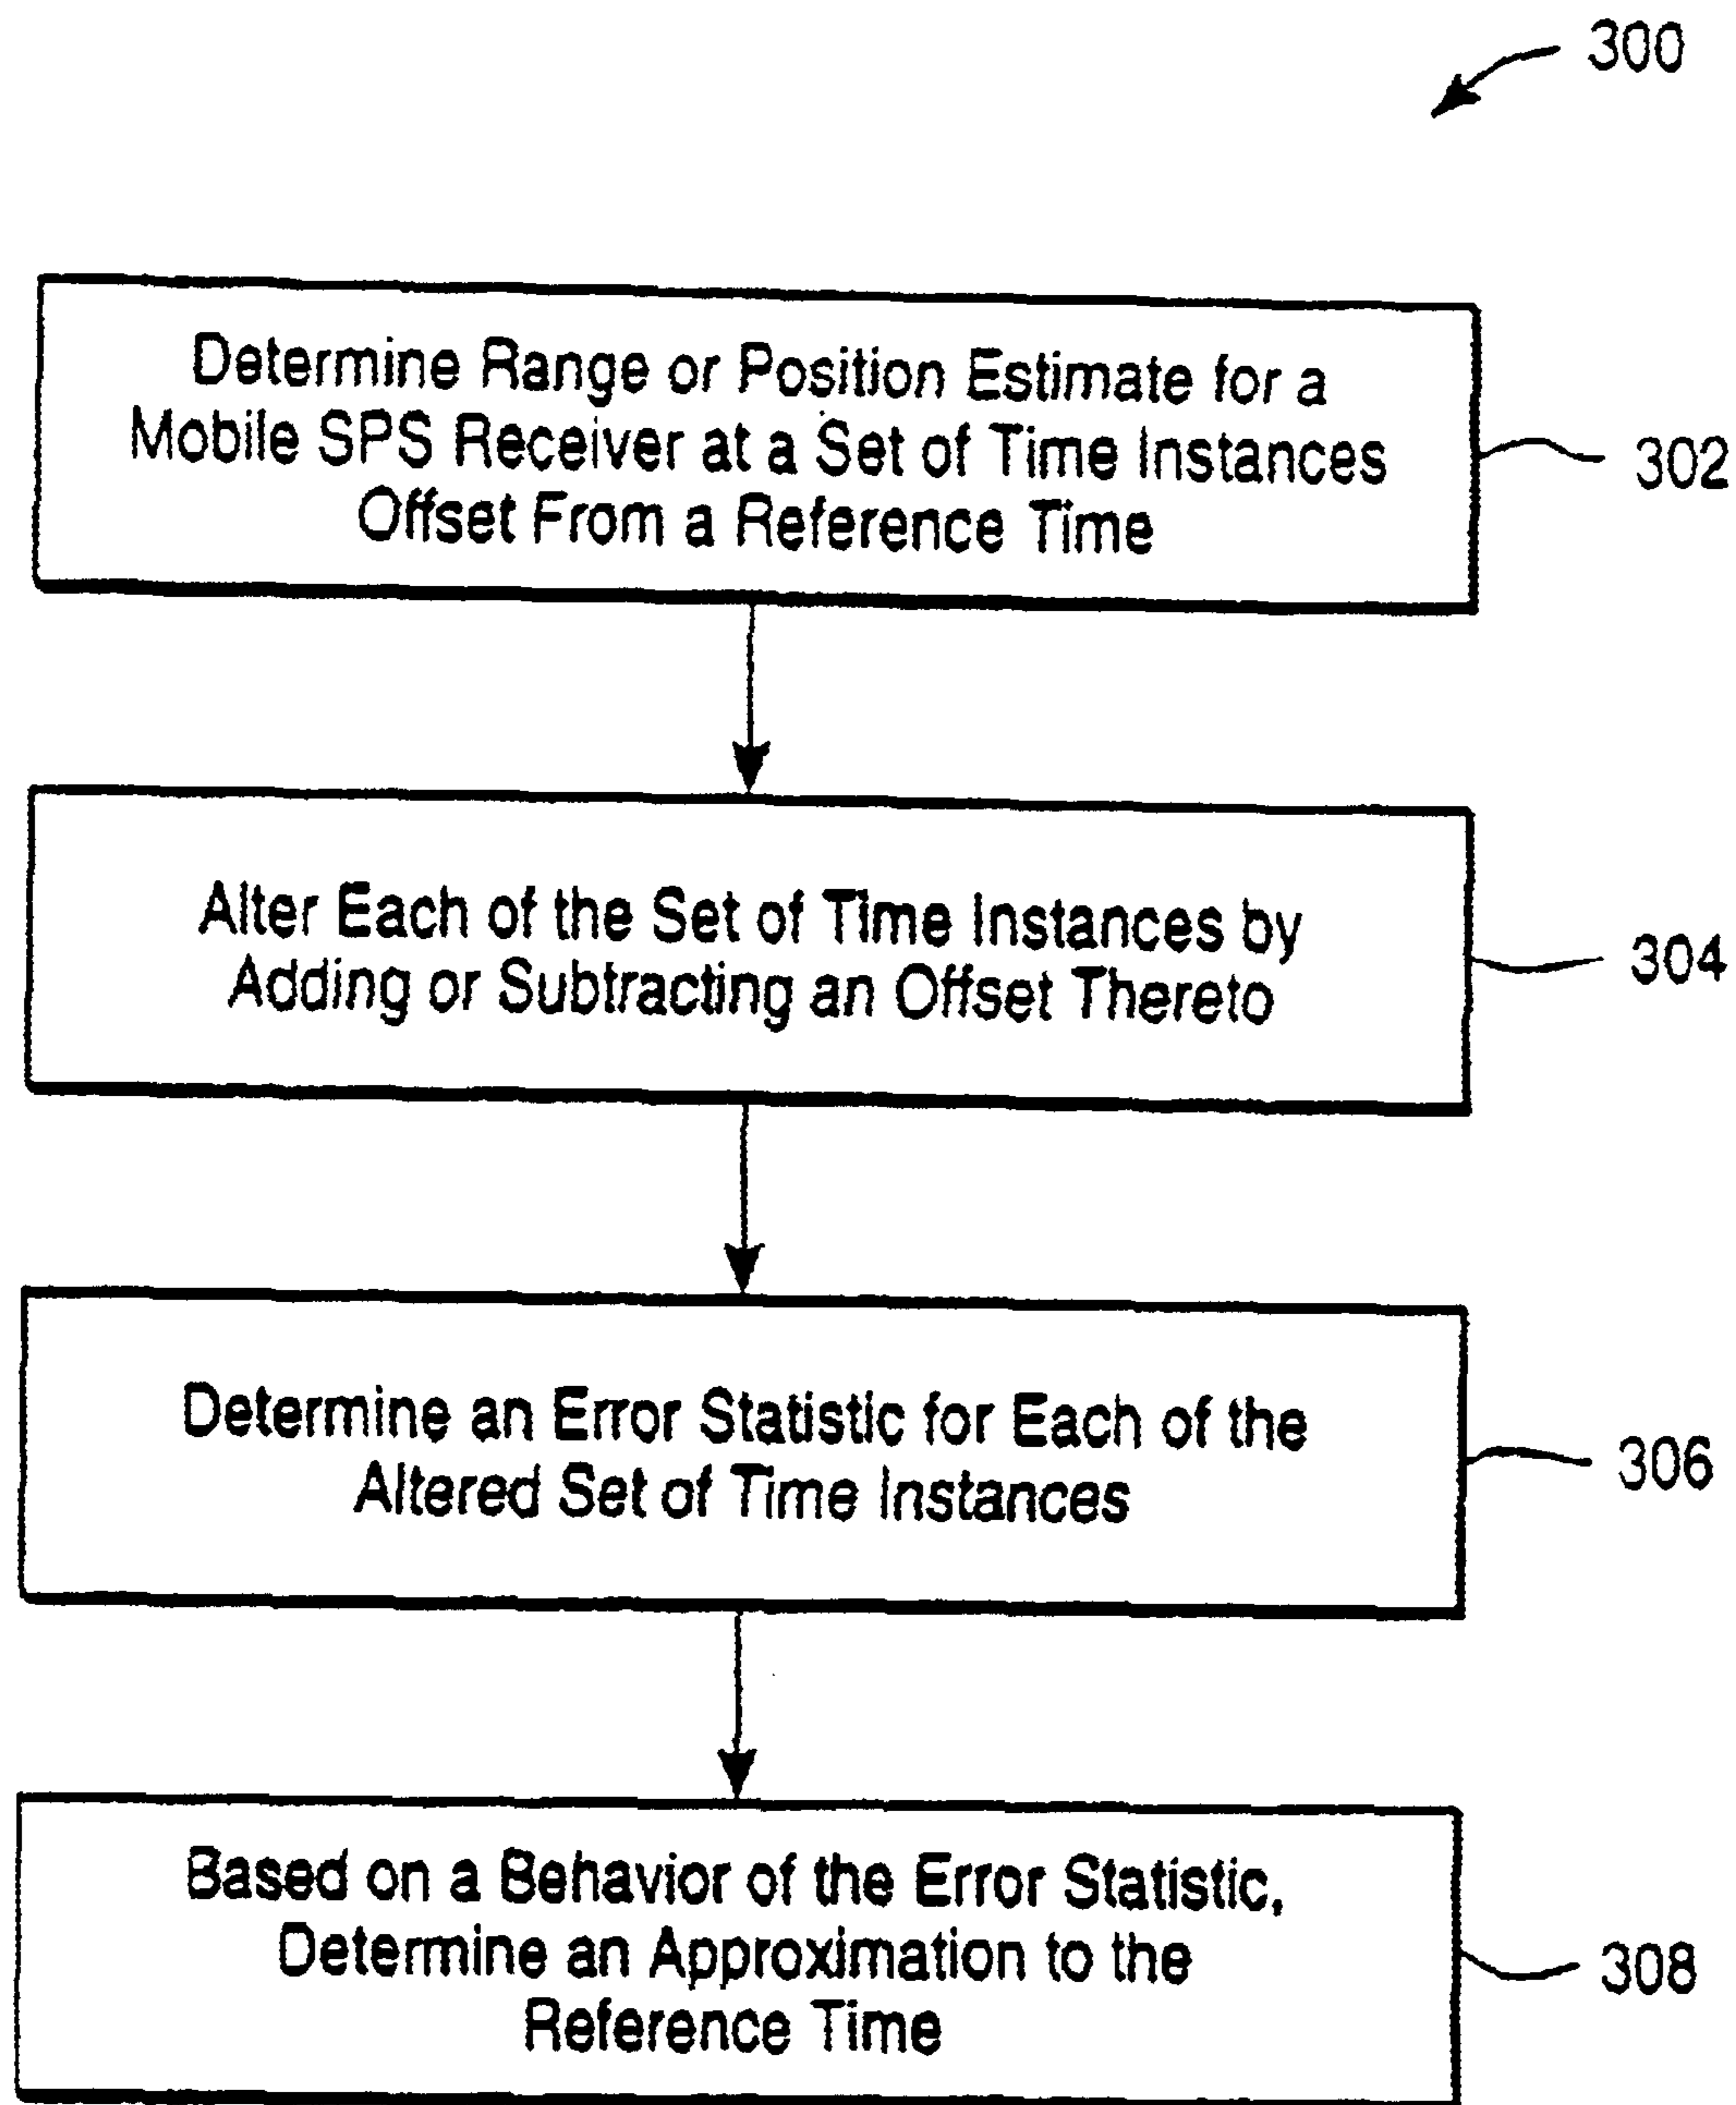 300
Determine Range or Position Estimate for a
Mobile SPS Receiver at a Set of Time Instances
Offset From a Reference Time
302
Alter Each of the Set of Time Instances by
Adding or Subtracting an Offset Thereto
304
Determine an Error Statistic for Each of the
Altered Set of Time Instances
306
Based on a Behavior of the Error Statistic,
Determine an Approximation to the
Reference Time
308